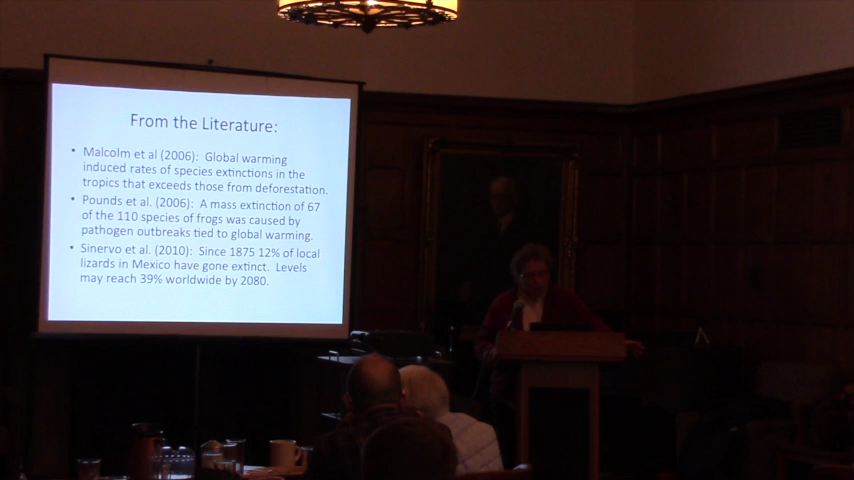 From the Literature:
• Malcolm et al (2006): Global warming
induced rates of species extinctions in the
tropics that exceeds those from deforestation.
• Pounds et al. (2006): A mass extinction of 67
of the 110 species of frogs was caused by
pathogen outbreaks tied to global warming.
• Sinervo et al. (2010): Since 1875 12% of local
lizards in Mexico have gone extinct. Levels
may reach 39% worldwide by 2080.